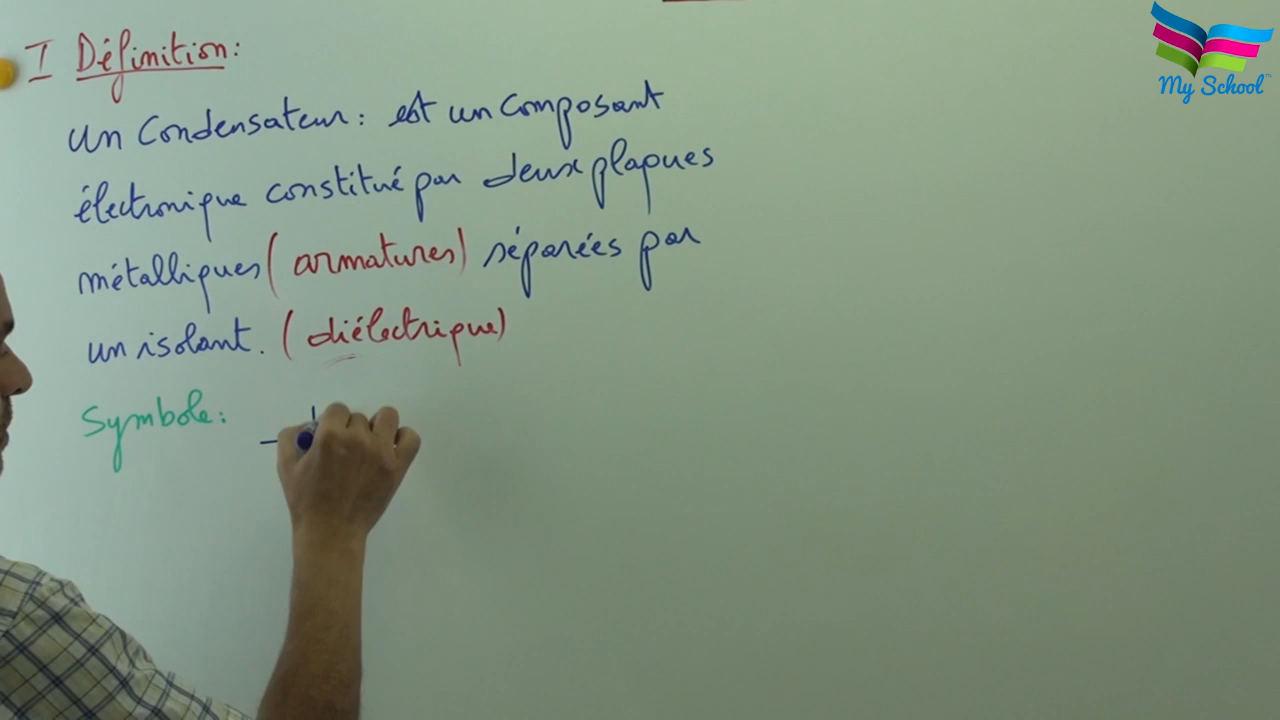 My School
I Définition:
Un Condensateur: est un composant
électronique constitué par deux plaques
métalliques (armatures) séparées par
un isolant. (diélectrique)
Symbole: